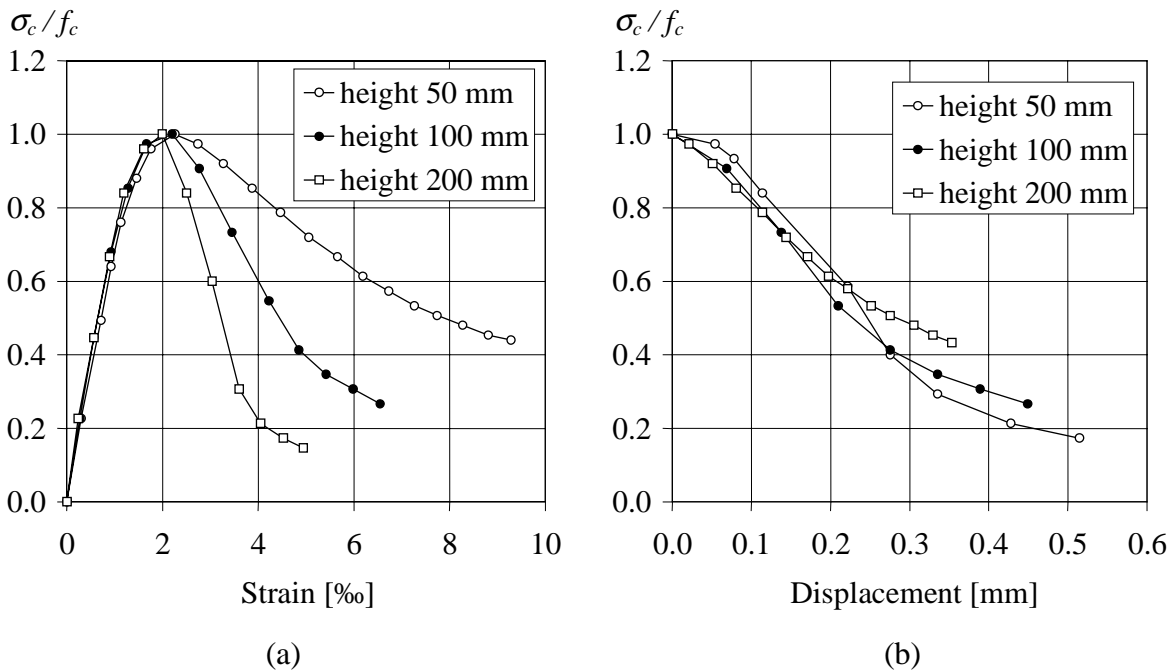 σc / fc
1.2
1.0
0.8
0.6
0.4
0.2
0.0
0 2 4 6 8 10
Strain [‰]
height 50 mm
height 100 mm
height 200 mm
(a)
σc / fc
1.2
1.0
0.8
0.6
0.4
0.2
0.0
0.0 0.1 0.2 0.3 0.4 0.5 0.6
Displacement [mm]
height 50 mm
height 100 mm
height 200 mm
(b)